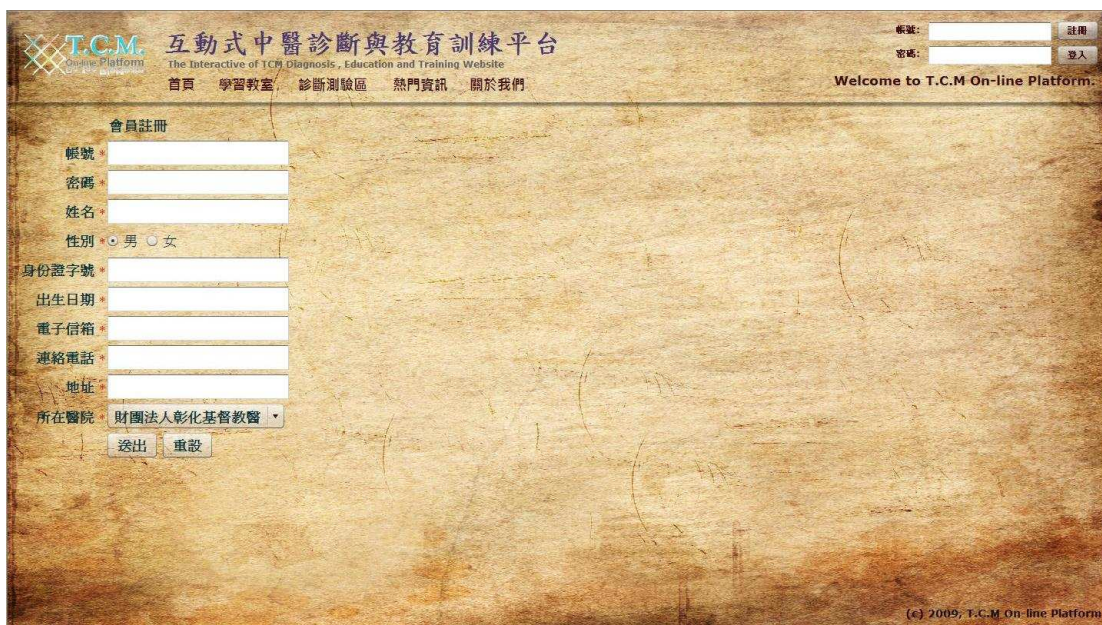 T.C.M.
On-line Platform
互動式中醫診斷與教育訓練平台
The Interactive of TCM Diagnosis , Education and Training Website
首頁 學習教室 診斷測驗區 熱門資訊 關於我們
帳號: 註冊
密碼: 登入
Welcome to T.C.M On-line Platform.
會員註冊
帳號 *
密碼 *
姓名 *
性別 * 男 女
身份證字號 *
出生日期 *
電子信箱 *
連絡電話 *
地址 *
所在醫院 * 財團法人彰化基督教醫
送出 重設
(c) 2009, T.C.M On-line Platform